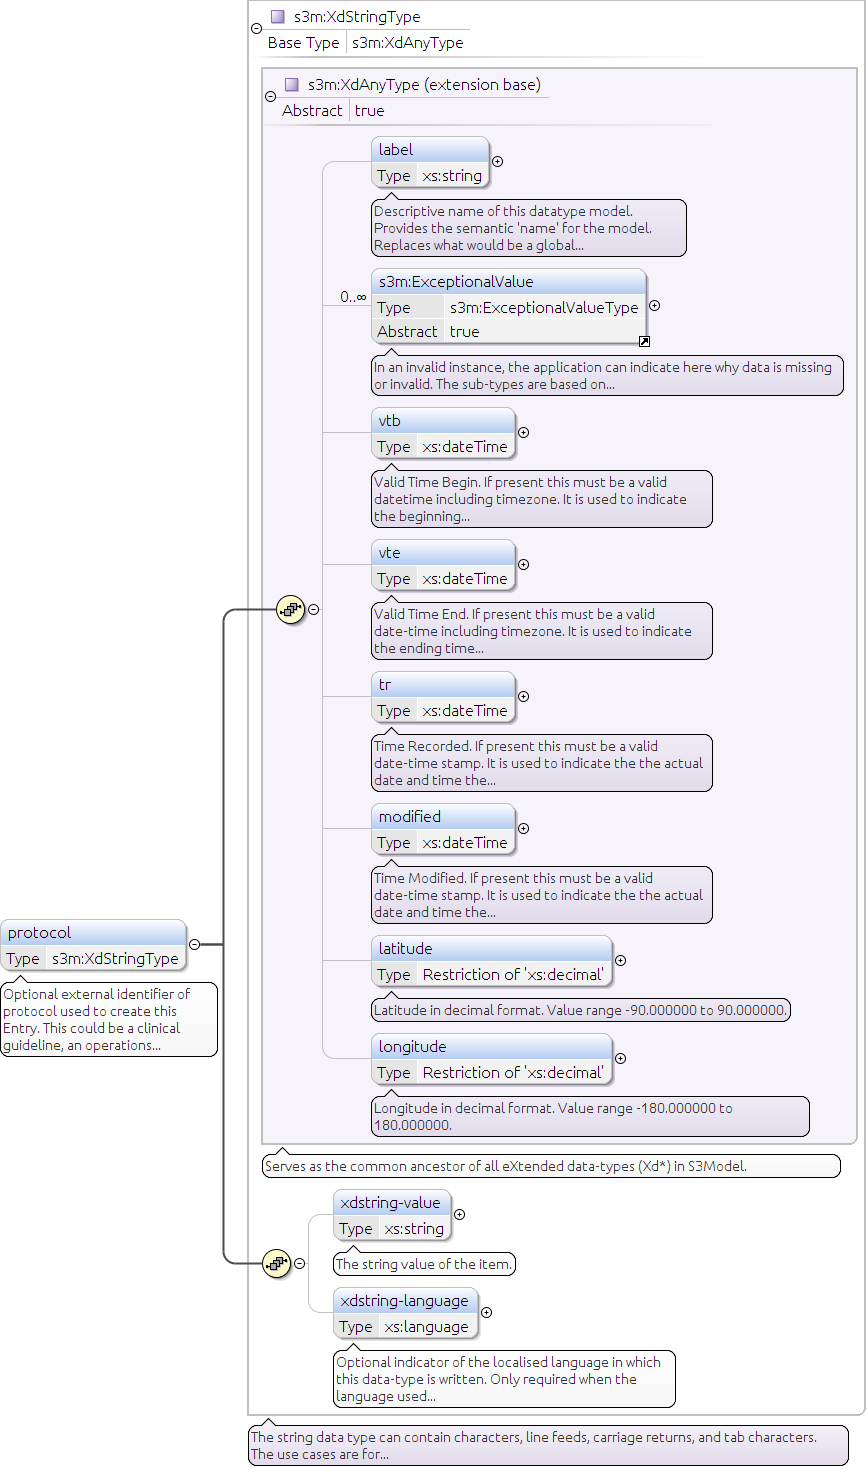 s3m:XdStringType
Base Type s3m:XdAnyType
s3m:XdAnyType (extension base)
Abstract true
label
Type xs:string
Descriptive name of this datatype model.
Provides the semantic 'name' for the model.
Replaces what would be a global...
0..∞
s3m:ExceptionalValue
Type s3m:ExceptionalValueType
Abstract true
In an invalid instance, the application can indicate here why data is missing
or invalid. The sub-types are based on...
vtb
Type xs:dateTime
Valid Time Begin. If present this must be a valid
datetime including timezone. It is used to indicate
the beginning...
vte
Type xs:dateTime
Valid Time End. If present this must be a valid
date-time including timezone. It is used to indicate
the ending time...
tr
Type xs:dateTime
Time Recorded. If present this must be a valid
date-time stamp. It is used to indicate the the actual
date and time the...
modified
Type xs:dateTime
Time Modified. If present this must be a valid
date-time stamp. It is used to indicate the the actual
date and time the...
protocol
Type s3m:XdStringType
Optional external identifier of
protocol used to create this
Entry. This could be a clinical
guideline, an operations...
latitude
Type Restriction of 'xs:decimal'
Latitude in decimal format. Value range -90.000000 to 90.000000.
longitude
Type Restriction of 'xs:decimal'
Longitude in decimal format. Value range -180.000000 to
180.000000.
Serves as the common ancestor of all eXtended data-types (Xd*) in S3Model.
xdstring-value
Type xs:string
The string value of the item.
xdstring-language
Type xs:language
Optional indicator of the localised language in which
this data-type is written. Only required when the
language used...
The string data type can contain characters, line feeds, carriage returns, and tab characters.
The use cases are for...